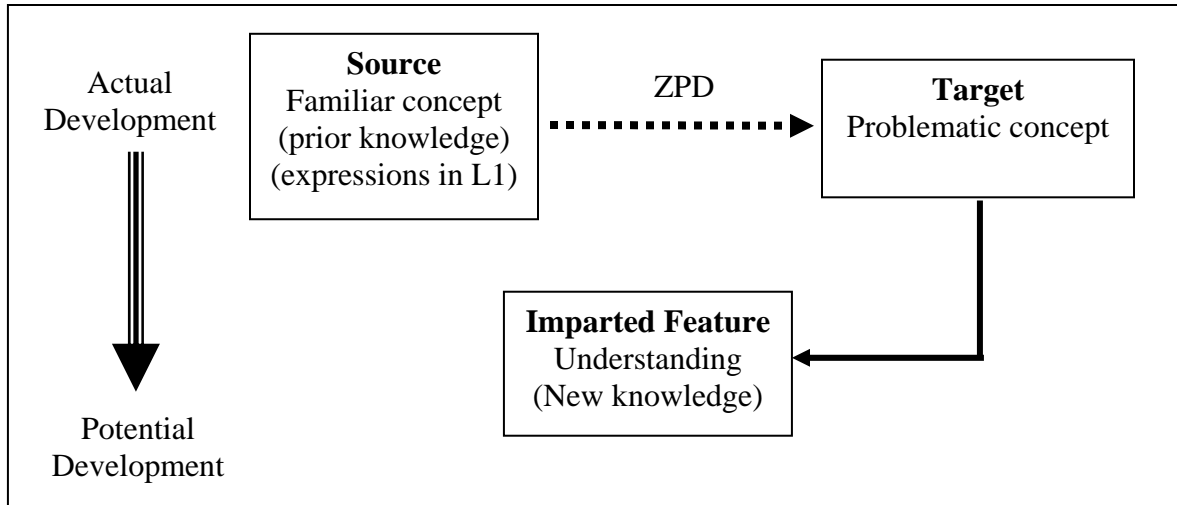 Actual
Development
Source
Familiar concept
(prior knowledge)
(expressions in L1)
ZPD
Target
Problematic concept
Imparted Feature
Understanding
(New knowledge)
Potential
Development